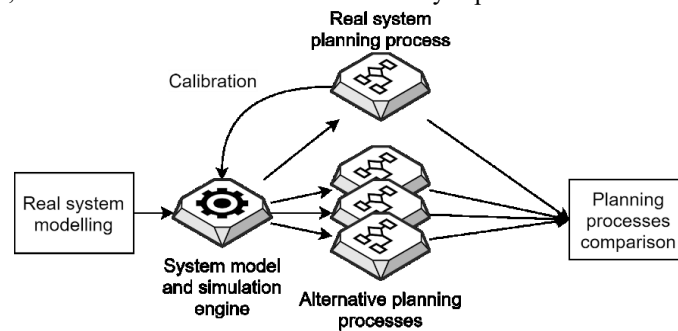 Real system
planning process
Calibration
Real system
modelling
System model
and simulation
engine
Alternative planning
processes
Planning
processes
comparison